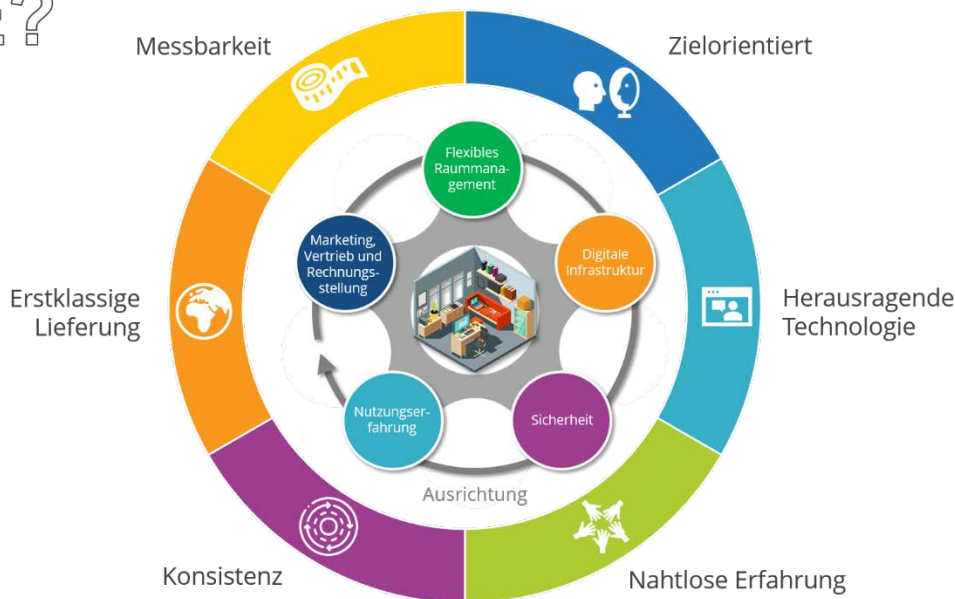 ?
Messbarkeit
Zielorientiert
Flexibles
Raummana-
gement
Marketing,
Vertrieb und
Rechnungs-
stellung
Digitale
Infrastruktur
Erstklassige
Lieferung
Herausragende
Technologie
Nutzungser-
fahrung
Sicherheit
Ausrichtung
Konsistenz
Nahtlose Erfahrung